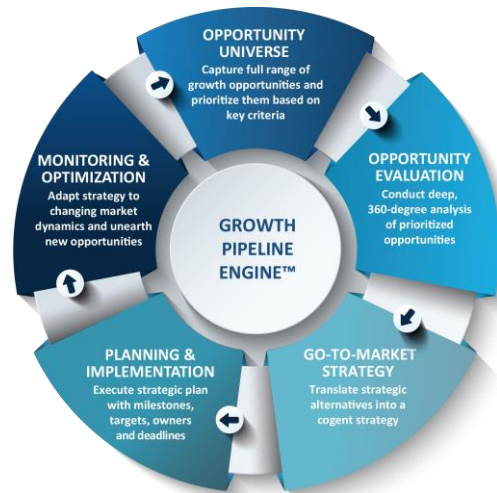 OPPORTUNITY
UNIVERSE
Capture full range of
growth opportunities and
prioritize them based on
key criteria
OPPORTUNITY
EVALUATION
Conduct deep,
360-degree analysis
of prioritized
opportunities
GO-TO-MARKET
STRATEGY
Translate strategic
alternatives into a
cogent strategy
PLANNING &
IMPLEMENTATION
Execute strategic plan
with milestones,
targets, owners
and deadlines
MONITORING &
OPTIMIZATION
Adapt strategy to
changing market
dynamics and unearth
new opportunities
GROWTH
PIPELINE
ENGINE™